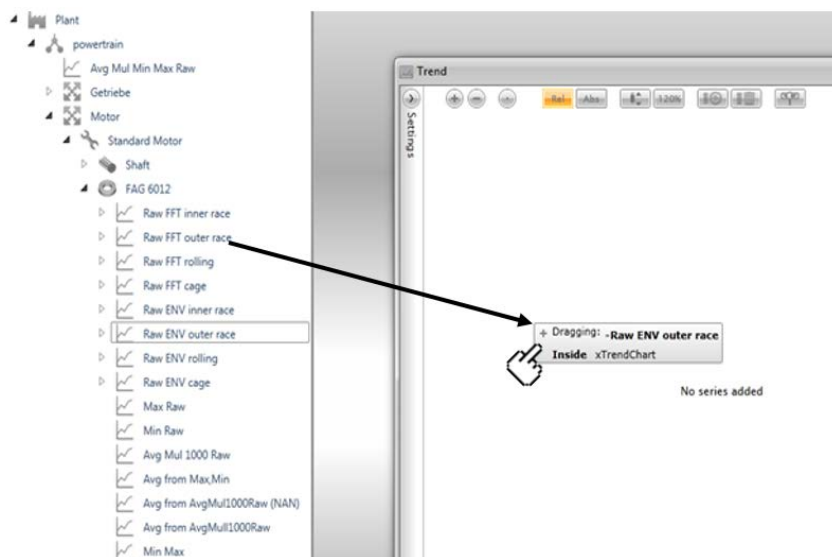 Plant
powertrain
Avg Mul Min Max Raw
Getriebe
Motor
Standard Motor
Shaft
FAG 6012
Raw FFT inner race
Raw FFT outer race
Raw FFT rolling
Raw FFT cage
Raw ENV inner race
Raw ENV outer race
Raw ENV rolling
Raw ENV cage
Max Raw
Min Raw
Avg Mul 1000 Raw
Avg from Max,Min
Avg from AvgMul1000Raw (NAN)
Avg from AvgMull1000Raw
Min Max
Trend
Rel Abs 120%
Settings
+ Dragging: -Raw ENV outer race
Inside xTrendChart
No series added